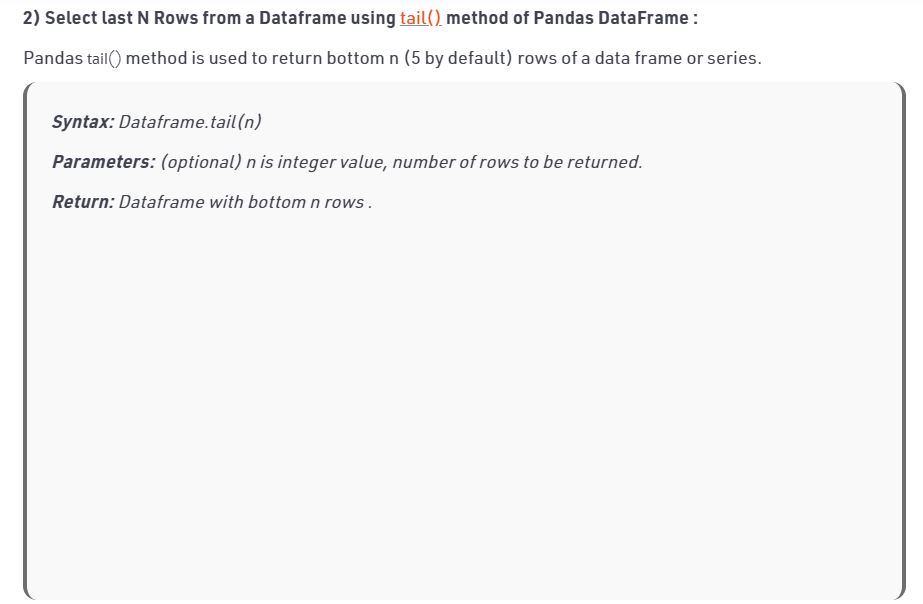 2) Select last N Rows from a Dataframe using tail() method of Pandas DataFrame :
Pandas tail() method is used to return bottom n (5 by default) rows of a data frame or series.
Syntax: Dataframe.tail(n)
Parameters: (optional) n is integer value, number of rows to be returned.
Return: Dataframe with bottom n rows .